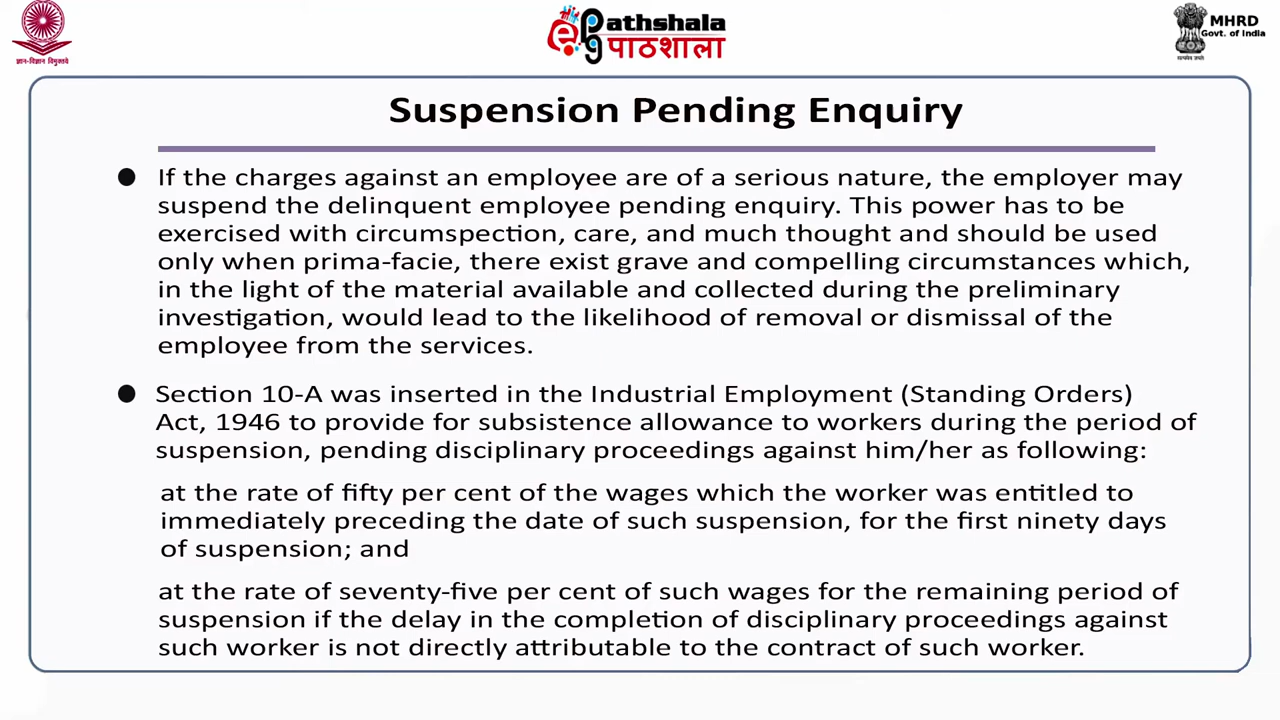 ज्ञान-विज्ञान विमुक्तये
ePathshala
पाठशाला
MHRD
Govt. of India
सत्यमेव जयते
Suspension Pending Enquiry
● If the charges against an employee are of a serious nature, the employer may
suspend the delinquent employee pending enquiry. This power has to be
exercised with circumspection, care, and much thought and should be used
only when prima-facie, there exist grave and compelling circumstances which,
in the light of the material available and collected during the preliminary
investigation, would lead to the likelihood of removal or dismissal of the
employee from the services.
● Section 10-A was inserted in the Industrial Employment (Standing Orders)
Act, 1946 to provide for subsistence allowance to workers during the period of
suspension, pending disciplinary proceedings against him/her as following:
at the rate of fifty per cent of the wages which the worker was entitled to
immediately preceding the date of such suspension, for the first ninety days
of suspension; and
at the rate of seventy-five per cent of such wages for the remaining period of
suspension if the delay in the completion of disciplinary proceedings against
such worker is not directly attributable to the contract of such worker.